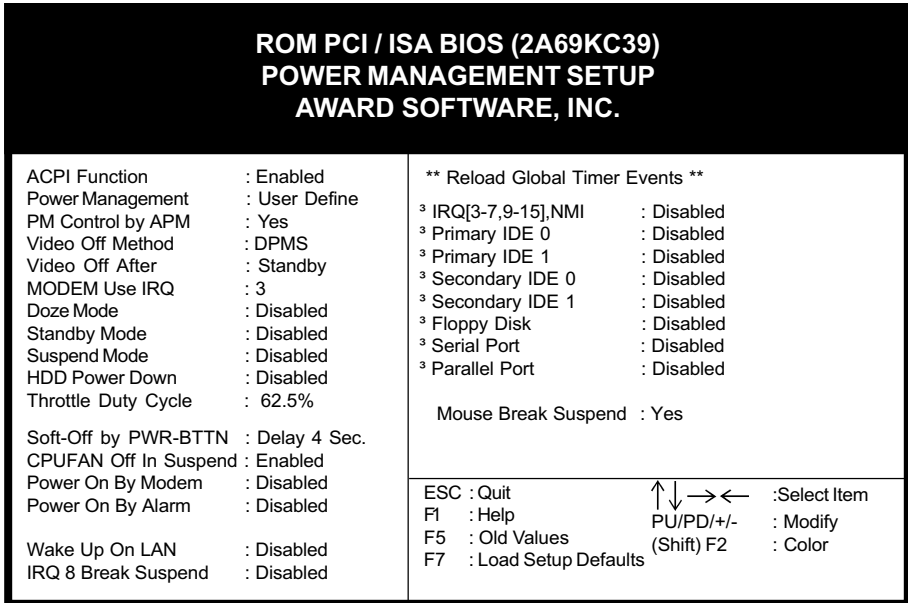 ROM PCI / ISA BIOS (2A69KC39)
POWER MANAGEMENT SETUP
AWARD SOFTWARE, INC.
ACPI Function : Enabled
Power Management : User Define
PM Control by APM : Yes
Video Off Method : DPMS
Video Off After : Standby
MODEM Use IRQ : 3
Doze Mode : Disabled
Standby Mode : Disabled
Suspend Mode : Disabled
HDD Power Down : Disabled
Throttle Duty Cycle : 62.5%
Soft-Off by PWR-BTTN : Delay 4 Sec.
CPUFAN Off In Suspend : Enabled
Power On By Modem : Disabled
Power On By Alarm : Disabled
Wake Up On LAN : Disabled
IRQ 8 Break Suspend : Disabled
** Reload Global Timer Events **
³ IRQ[3-7,9-15],NMI : Disabled
³ Primary IDE 0 : Disabled
³ Primary IDE 1 : Disabled
³ Secondary IDE 0 : Disabled
³ Secondary IDE 1 : Disabled
³ Floppy Disk : Disabled
³ Serial Port : Disabled
³ Parallel Port : Disabled
Mouse Break Suspend : Yes
ESC : Quit ↑↓→← :Select Item
F1 : Help PU/PD/+/- : Modify
F5 : Old Values (Shift) F2 : Color
F7 : Load Setup Defaults